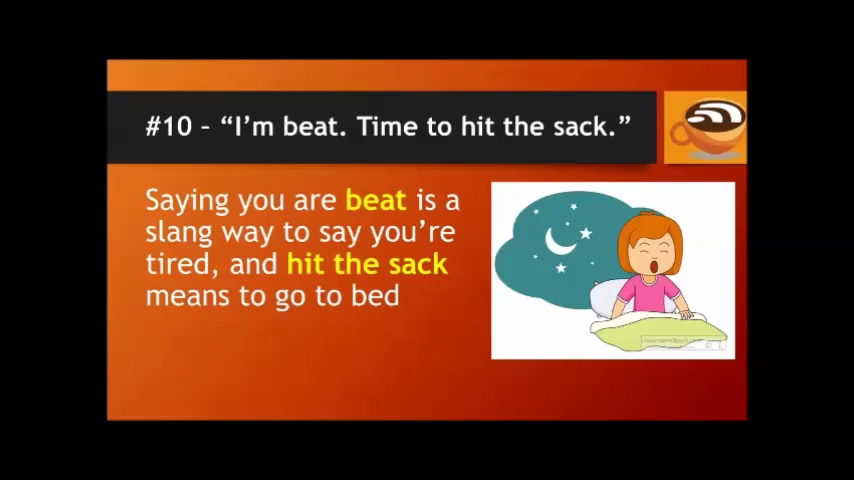 #10 – “I’m beat. Time to hit the sack.”
Saying you are beat is a
slang way to say you’re
tired, and hit the sack
means to go to bed